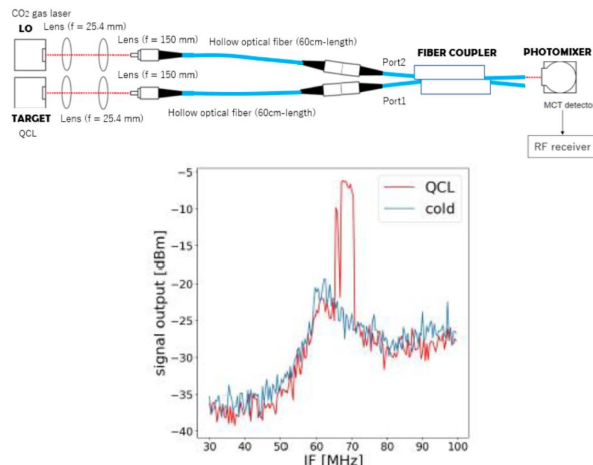 CO2 gas laser
LO
Lens (f = 25.4 mm)
Lens (f = 150 mm)
Hollow optical fiber (60cm-length)
Port2
FIBER COUPLER
PHOTOMIXER
Lens (f = 150 mm)
MCT detector
TARGET
Lens (f = 25.4 mm)
Hollow optical fiber (60cm-length)
Port1
QCL
RF receiver
signal output [dBm]
−5
−10
−15
−20
−25
−30
−35
−40
QCL
cold
30
40
50
60
70
80
90
100
IF [MHz]